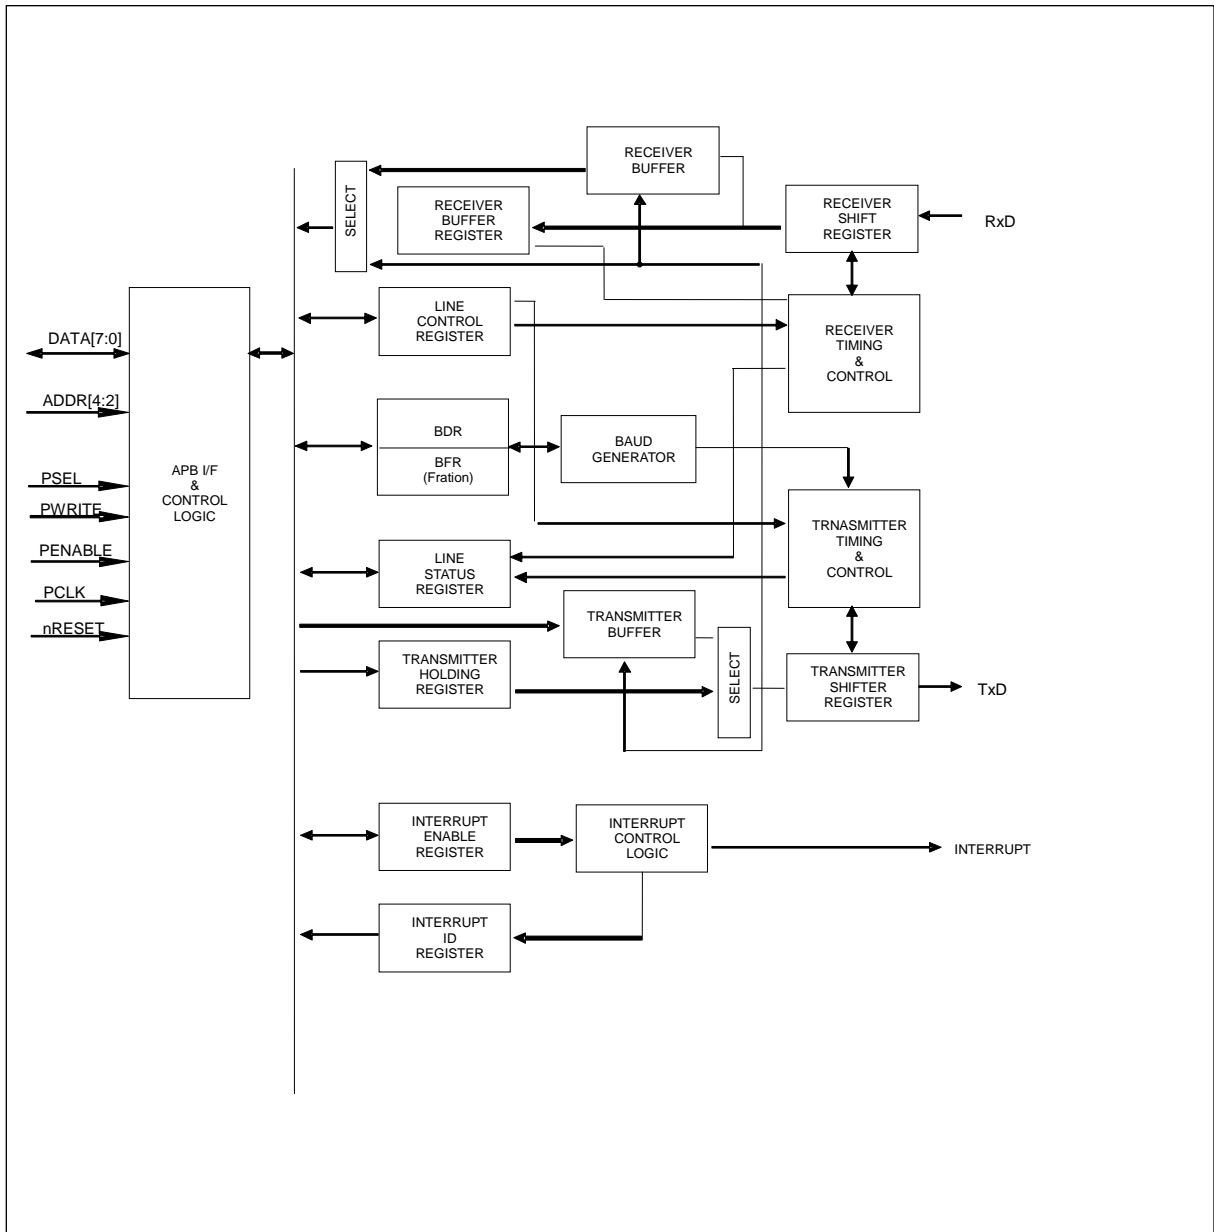 RECEIVER
BUFFER
SELECT
RECEIVER
BUFFER
REGISTER
RECEIVER
SHIFT
REGISTER
RxD
LINE
CONTROL
REGISTER
RECEIVER
TIMING
&
CONTROL
DATA[7:0]
ADDR[4:2]
PSEL
PWRITE
PENABLE
PCLK
nRESET
APB I/F
&
CONTROL
LOGIC
BDR
BFR
(Fration)
BAUD
GENERATOR
TRNASMITTER
TIMING
&
CONTROL
LINE
STATUS
REGISTER
TRANSMITTER
BUFFER
TRANSMITTER
HOLDING
REGISTER
SELECT
TRANSMITTER
SHIFTER
REGISTER
TxD
INTERRUPT
ENABLE
REGISTER
INTERRUPT
CONTROL
LOGIC
INTERRUPT
INTERRUPT
ID
REGISTER